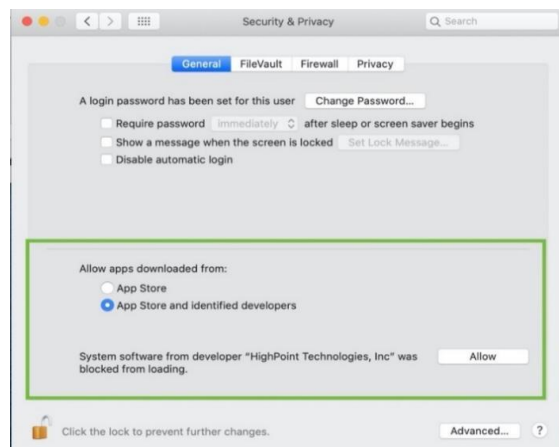 Security & Privacy
Search
General FileVault Firewall Privacy
A login password has been set for this user Change Password...
Require password immediately after sleep or screen saver begins
Show a message when the screen is locked Set Lock Message...
Disable automatic login
Allow apps downloaded from:
App Store
App Store and identified developers
System software from developer “HighPoint Technologies, Inc” was Allow
blocked from loading.
Click the lock to prevent further changes. Advanced... ?